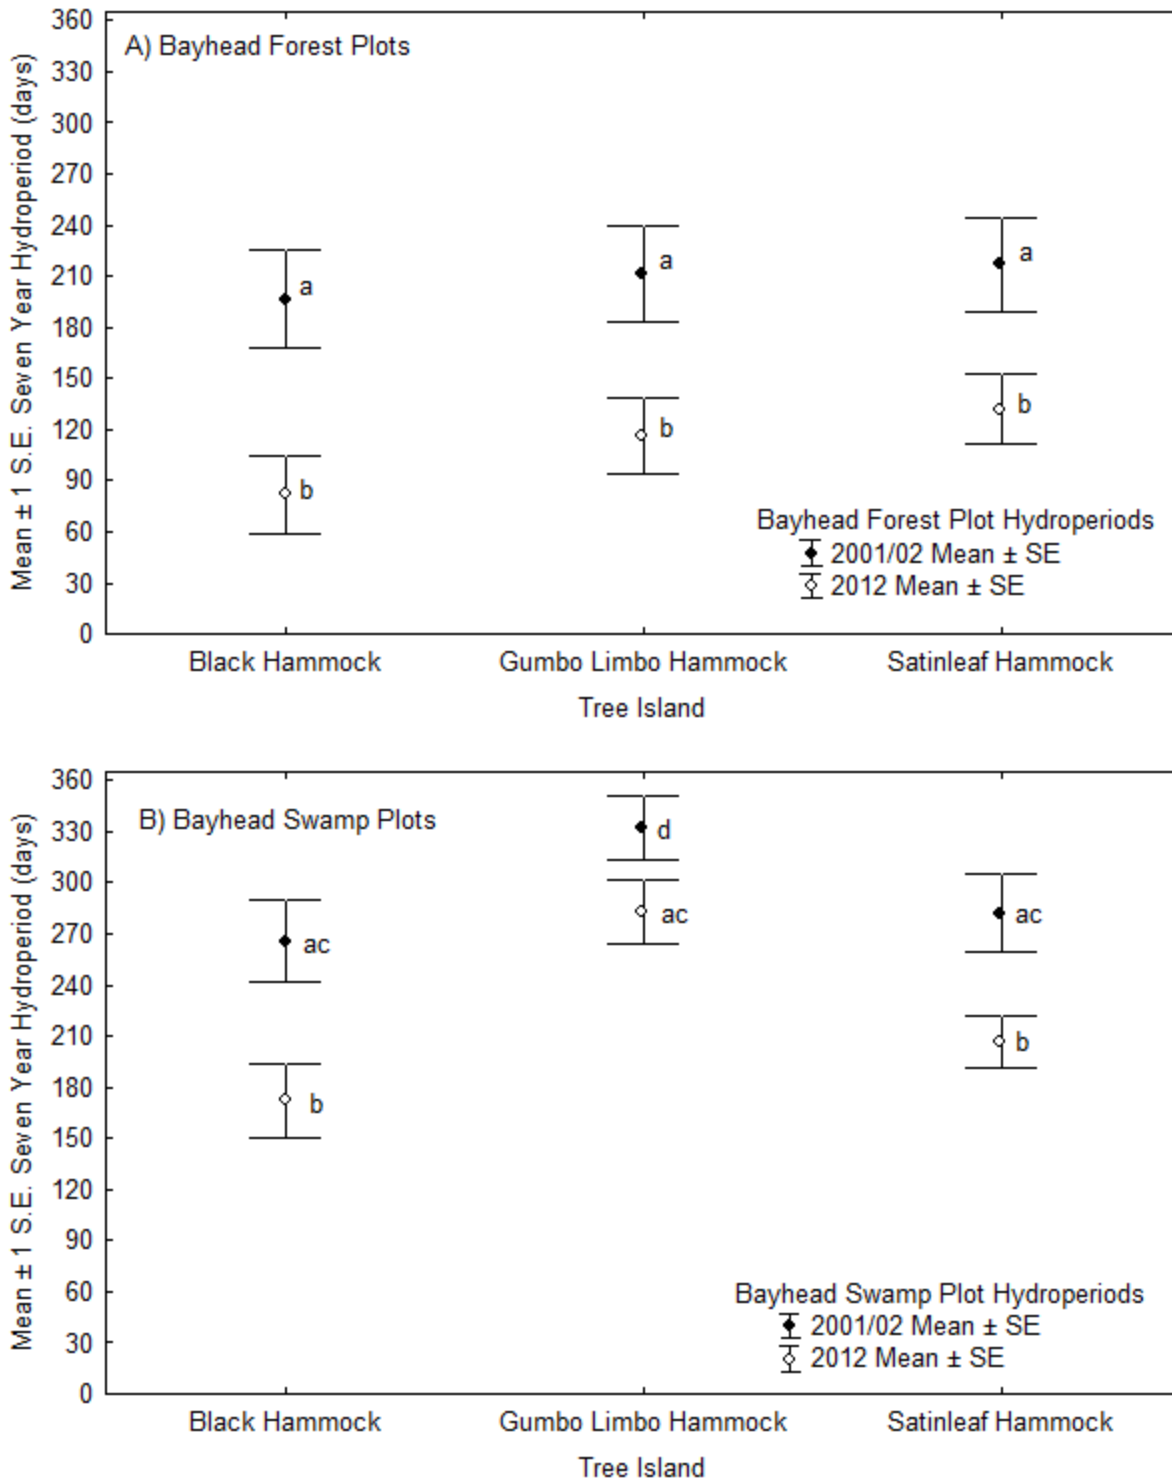 A) Bayhead Forest Plots
Mean ± 1 S.E. Seven Year Hydroperiod (days)
360
330
300
270
240
210
180
150
120
90
60
30
0
a
a
a
b
b
b
Bayhead Forest Plot Hydroperiods
2001/02 Mean ± SE
2012 Mean ± SE
Black Hammock Gumbo Limbo Hammock Satinleaf Hammock
Tree Island
B) Bayhead Swamp Plots
Mean ± 1 S.E. Seven Year Hydroperiod (days)
360
330
300
270
240
210
180
150
120
90
60
30
0
ac
d
ac
b
ac
b
Bayhead Swamp Plot Hydroperiods
2001/02 Mean ± SE
2012 Mean ± SE
Black Hammock Gumbo Limbo Hammock Satinleaf Hammock
Tree Island